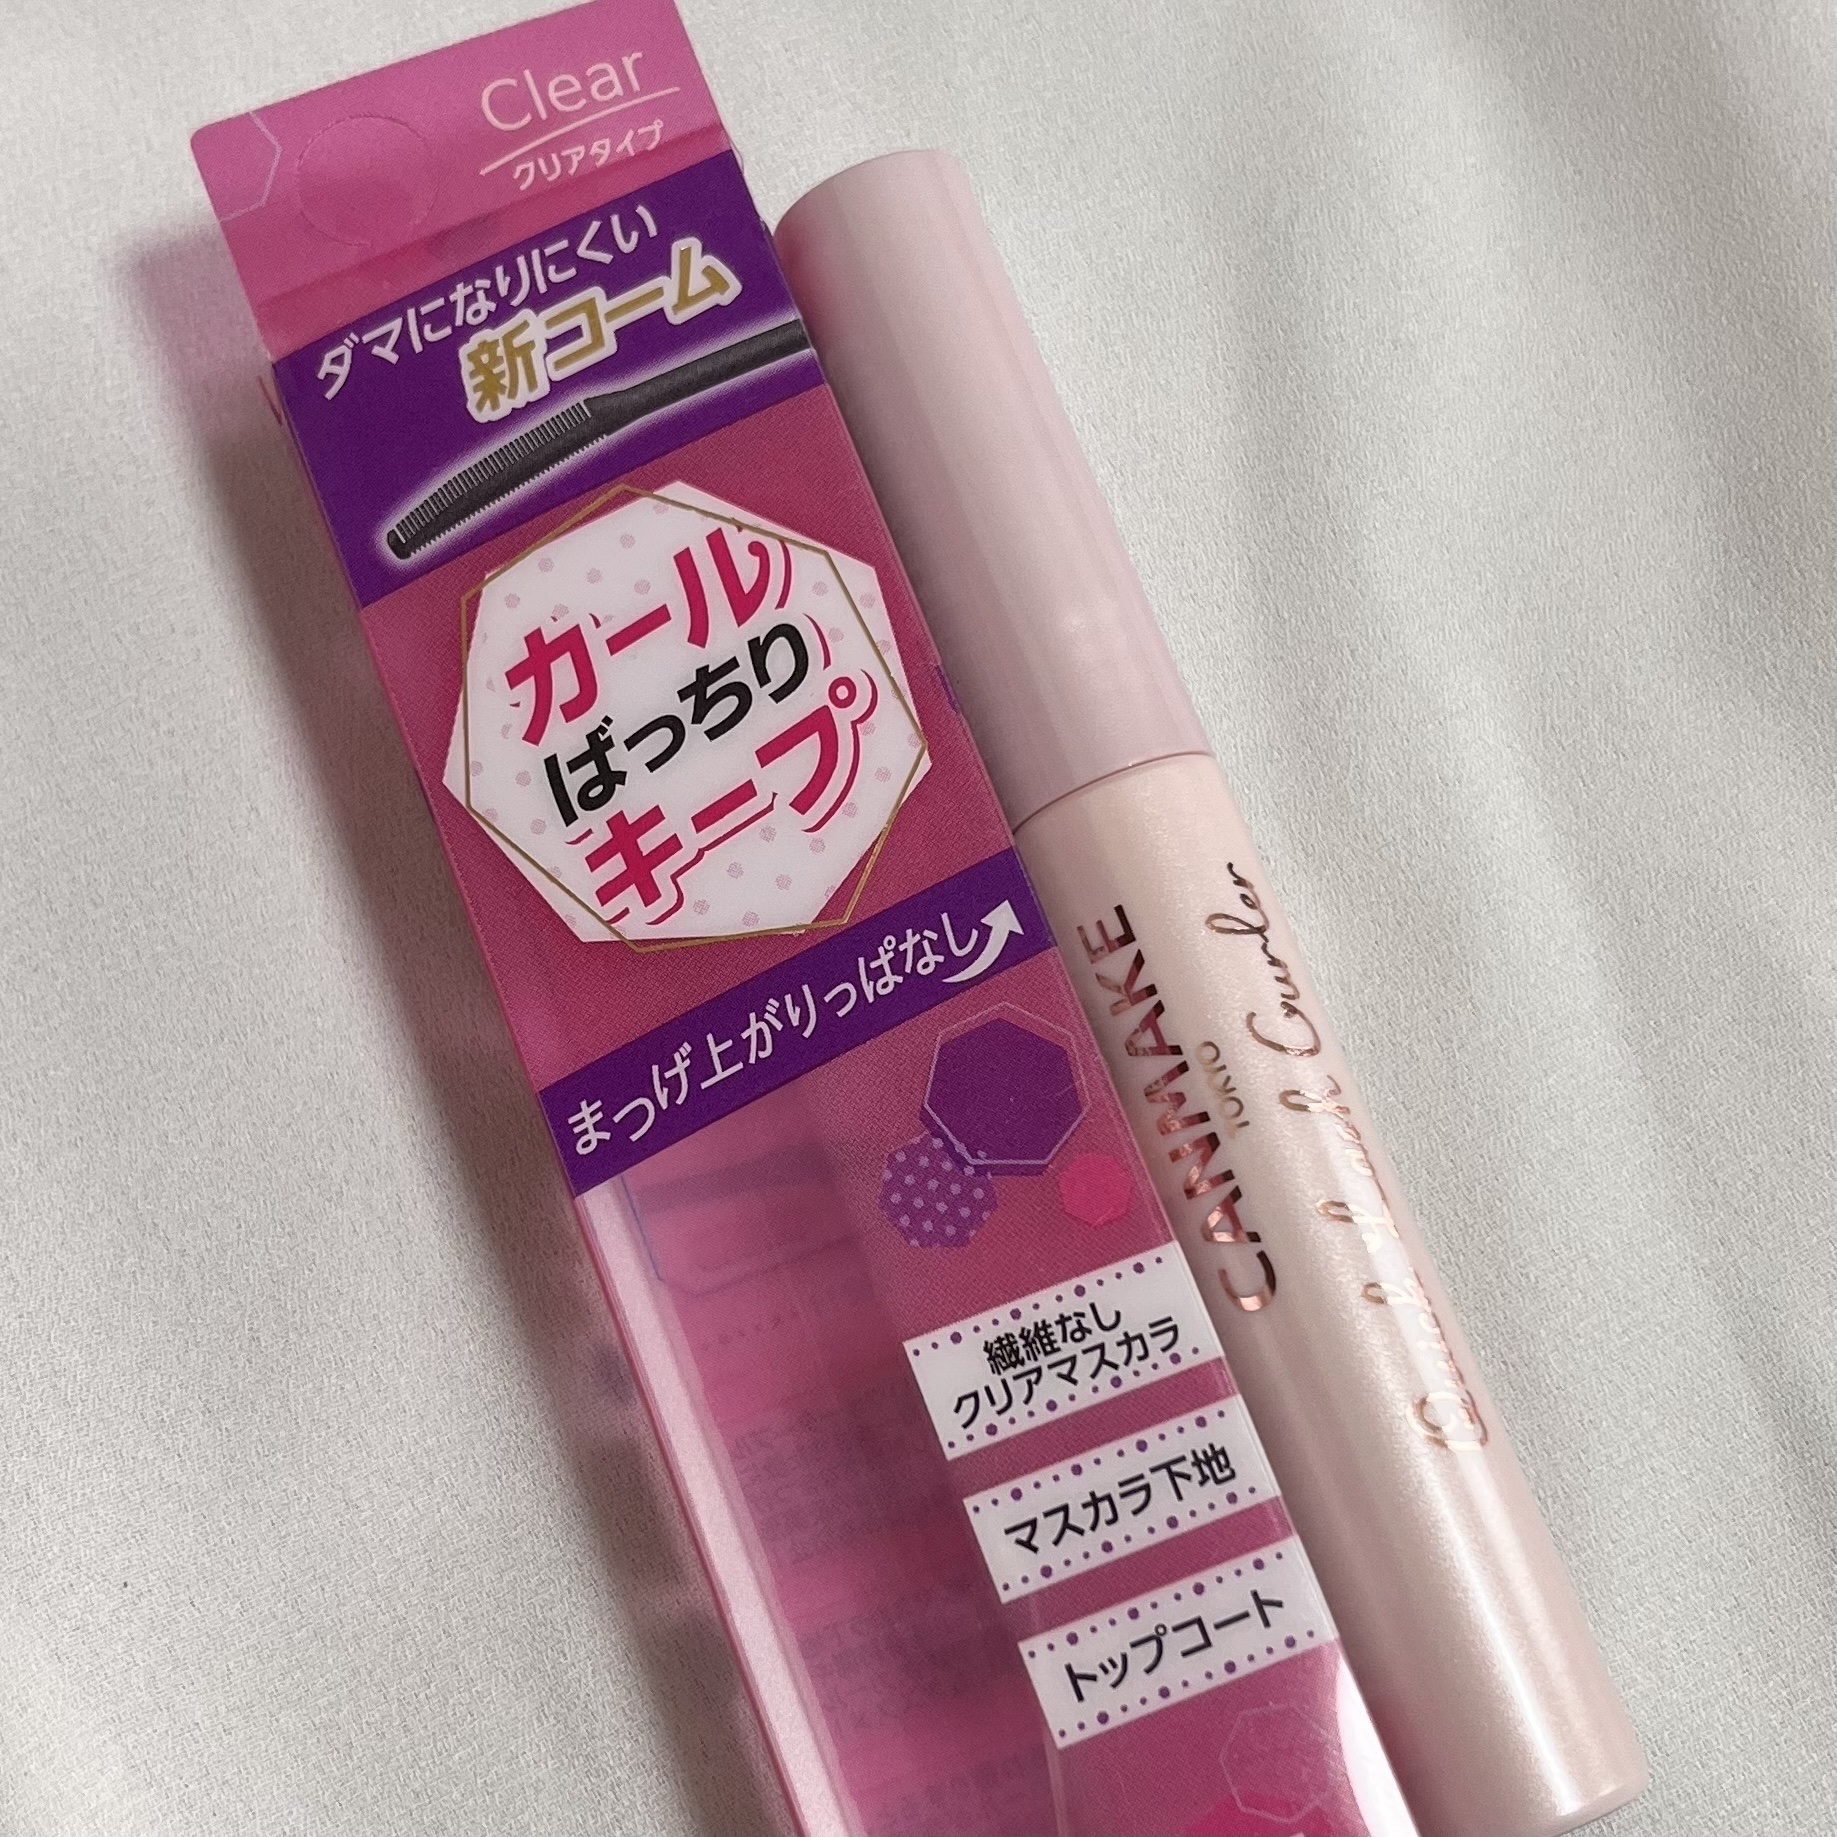 Clear
クリアタイプ
ダマになりにくい
新コーム
カール
ばっちり
キープ
まつげ上がりっぱなし
繊維なし
クリアマスカラ
マスカラ下地
トップコート
CANMAKE
TOKYO
Quick Lash Curler